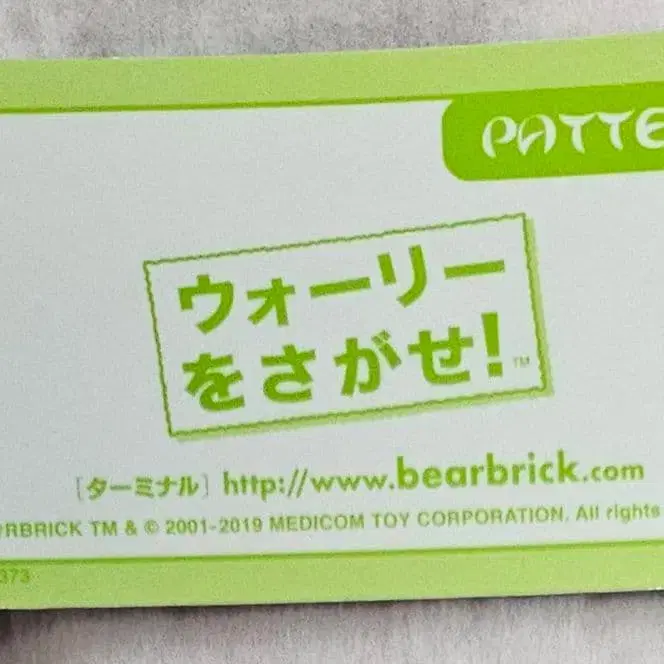 PATTE
ウォーリー
をさがせ!™
[ターミナル] http://www.bearbrick.com
RBRICK TM & © 2001-2019 MEDICOM TOY CORPORATION. All rights
373